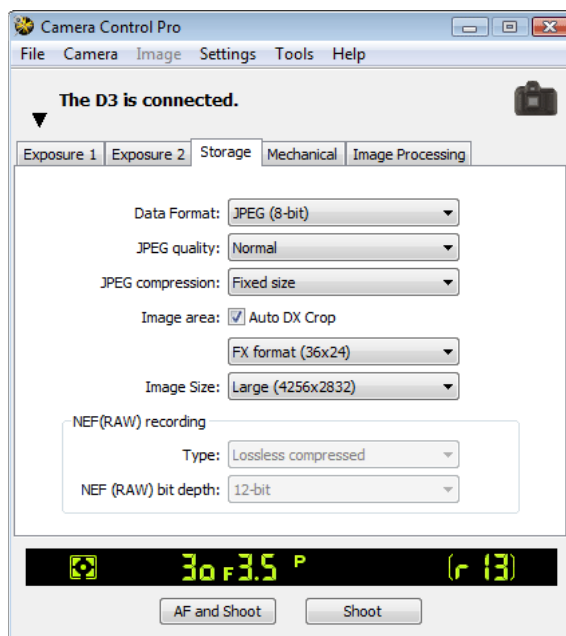 Camera Control Pro
File Camera Image Settings Tools Help
The D3 is connected.
Exposure 1 Exposure 2 Storage Mechanical Image Processing
Data Format: JPEG (8-bit)
JPEG quality: Normal
JPEG compression: Fixed size
Image area: Auto DX Crop
FX format (36x24)
Image Size: Large (4256x2832)
NEF(RAW) recording
Type: Lossless compressed
NEF (RAW) bit depth: 12-bit
30 F3.5 P (r 13)
AF and Shoot Shoot